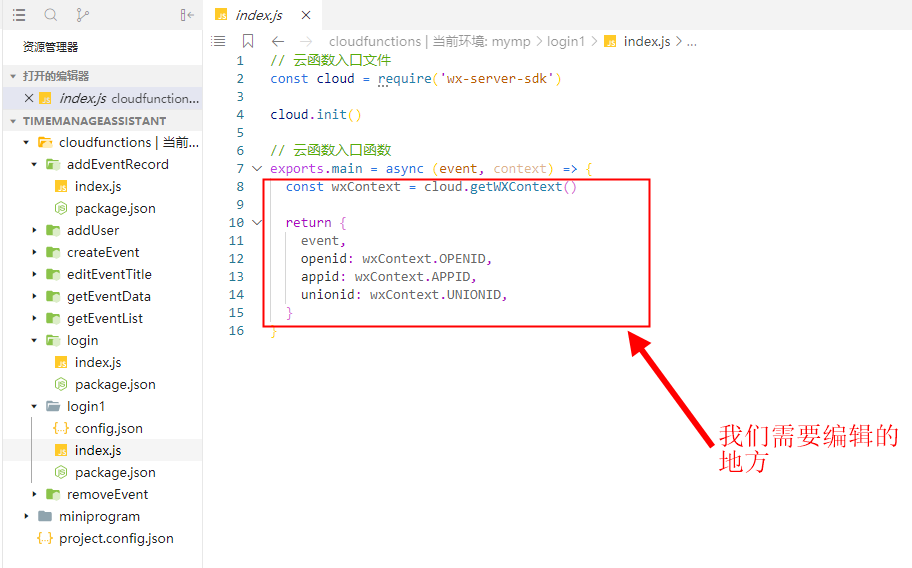 index.js
资源管理器
打开的编辑器
index.js cloudfunction...
TIMEMANAGEASSISTANT
cloudfunctions | 当前...
addEventRecord
index.js
package.json
addUser
createEvent
editEventTitle
getEventData
getEventList
login
index.js
package.json
login1
config.json
index.js
package.json
removeEvent
miniprogram
project.config.json
cloudfunctions | 当前环境: mymp > login1 > index.js > ...
1 // 云函数入口文件
2 const cloud = require('wx-server-sdk')
3
4 cloud.init()
5
6 // 云函数入口函数
7 exports.main = async (event, context) => {
8 const wxContext = cloud.getWXContext()
9
10 return {
11 event,
12 openid: wxContext.OPENID,
13 appid: wxContext.APPID,
14 unionid: wxContext.UNIONID,
15 }
16 }
我们需要编辑的
地方